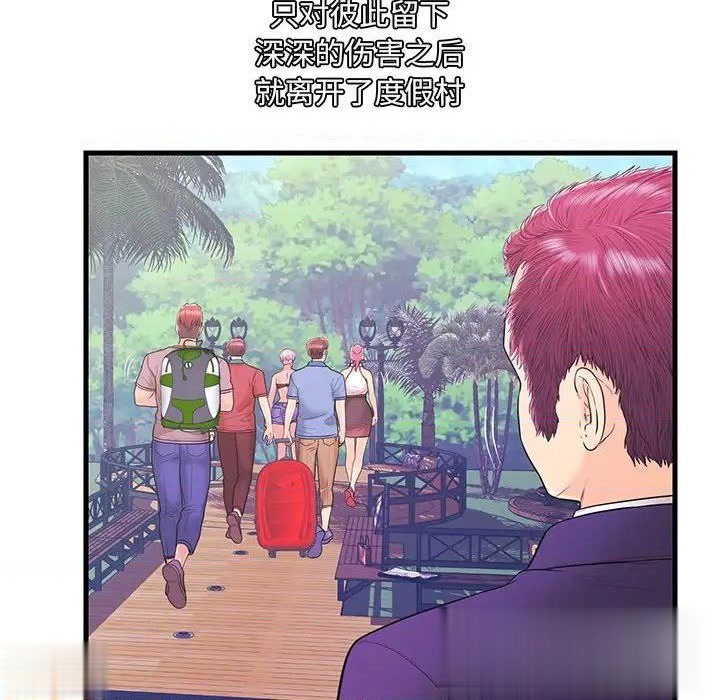 只对彼此留下
深深的伤害之后
就离开了度假村